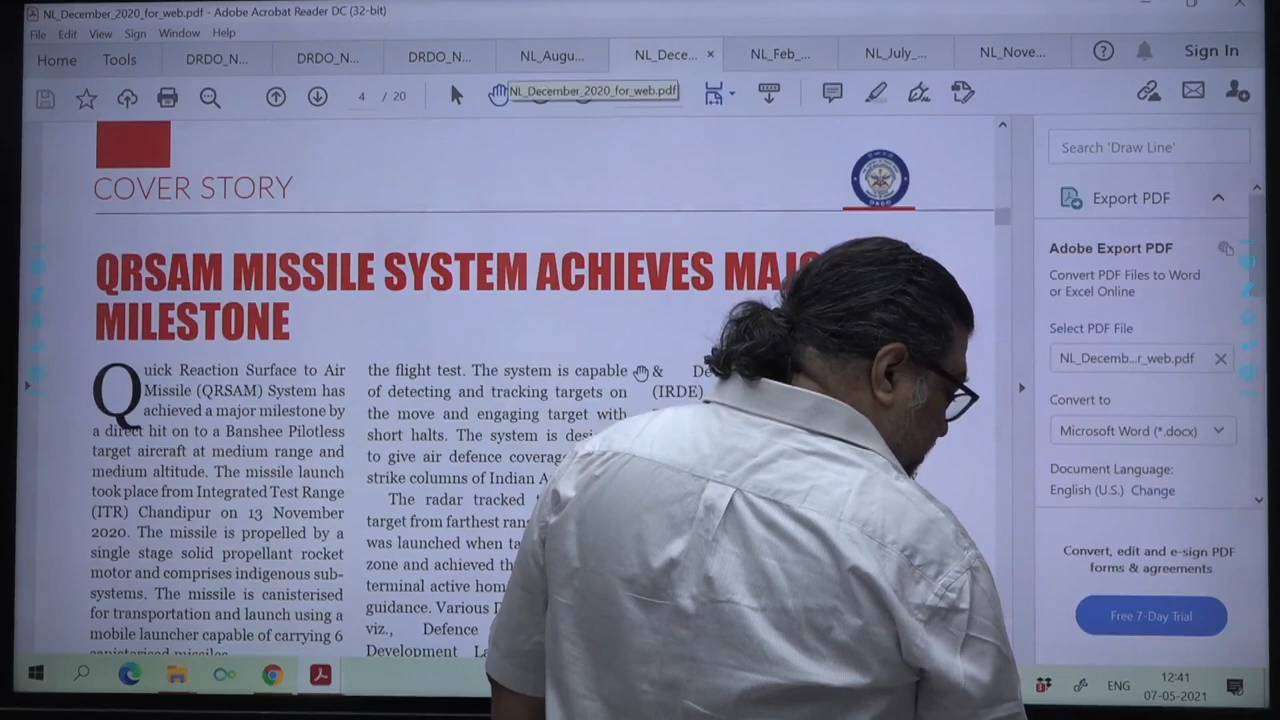 NL_December_2020_for_web.pdf - Adobe Acrobat Reader DC (32-bit)
File Edit View Sign Window Help
Home Tools DRDO_N... DRDO_N... DRDO_N... NL_Augu... NL_Dece... × NL_Feb_... NL_July_... NL_Nove... Sign In
4 / 20 NL_December_2020_for_web.pdf
COVER STORY
DRDO
QRSAM MISSILE SYSTEM ACHIEVES
MILESTONE
Quick Reaction Surface to Air
Missile (QRSAM) System has
achieved a major milestone by
a direct hit on to a Banshee Pilotless
target aircraft at medium range and
medium altitude. The missile launch
took place from Integrated Test Range
(ITR) Chandipur on 13 November
2020. The missile is propelled by a
single stage solid propellant rocket
motor and comprises indigenous sub-
systems. The missile is canisterised
for transportation and launch using a
mobile launcher capable of carrying 6
canisterised missiles.
the flight test. The system is capable
of detecting and tracking targets on
the move and engaging target with
short halts. The system is
to give air defence
strike columns of Indian
The radar tracked
target from farthest
was launched when
zone and achieved
terminal active
guidance. Various
viz., Defence
Development
&
(IRDE)
Search 'Draw Line'
Export PDF
Adobe Export PDF
Convert PDF Files to Word
or Excel Online
Select PDF File
NL_Decemb...r_web.pdf ×
Convert to
Microsoft Word (*.docx)
Document Language:
English (U.S.) Change
Convert, edit and e-sign PDF
forms & agreements
Free 7-Day Trial
ENG
12:41
07-05-2021